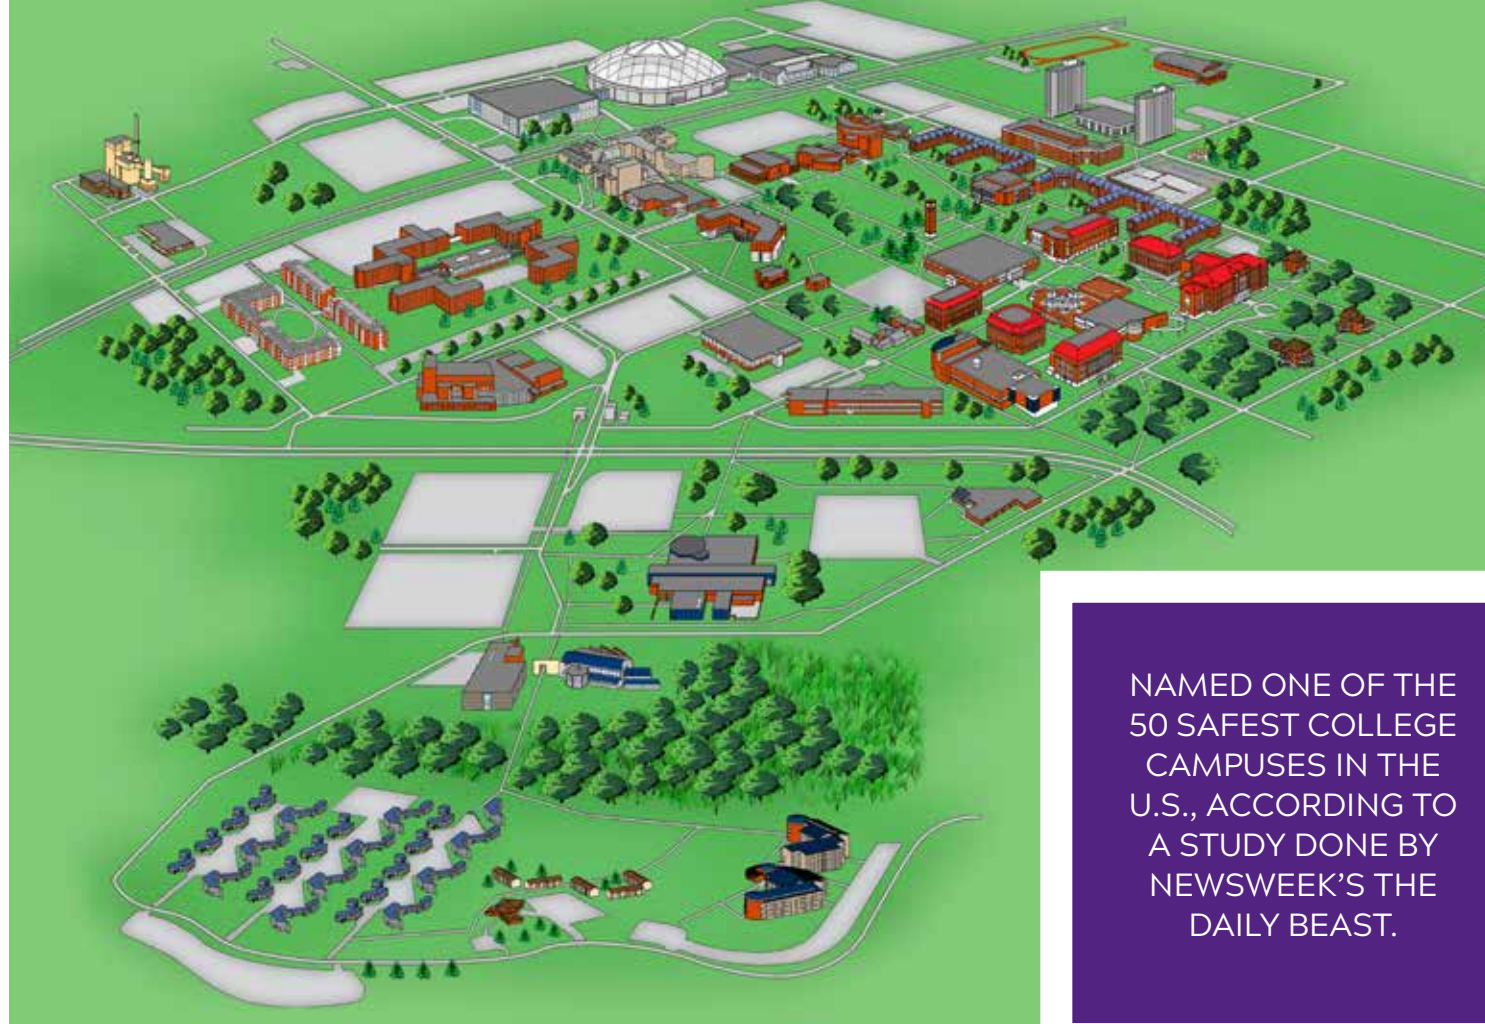 NAMED ONE OF THE
50 SAFEST COLLEGE
CAMPUSES IN THE
U.S., ACCORDING TO
A STUDY DONE BY
NEWSWEEK’S THE
DAILY BEAST.